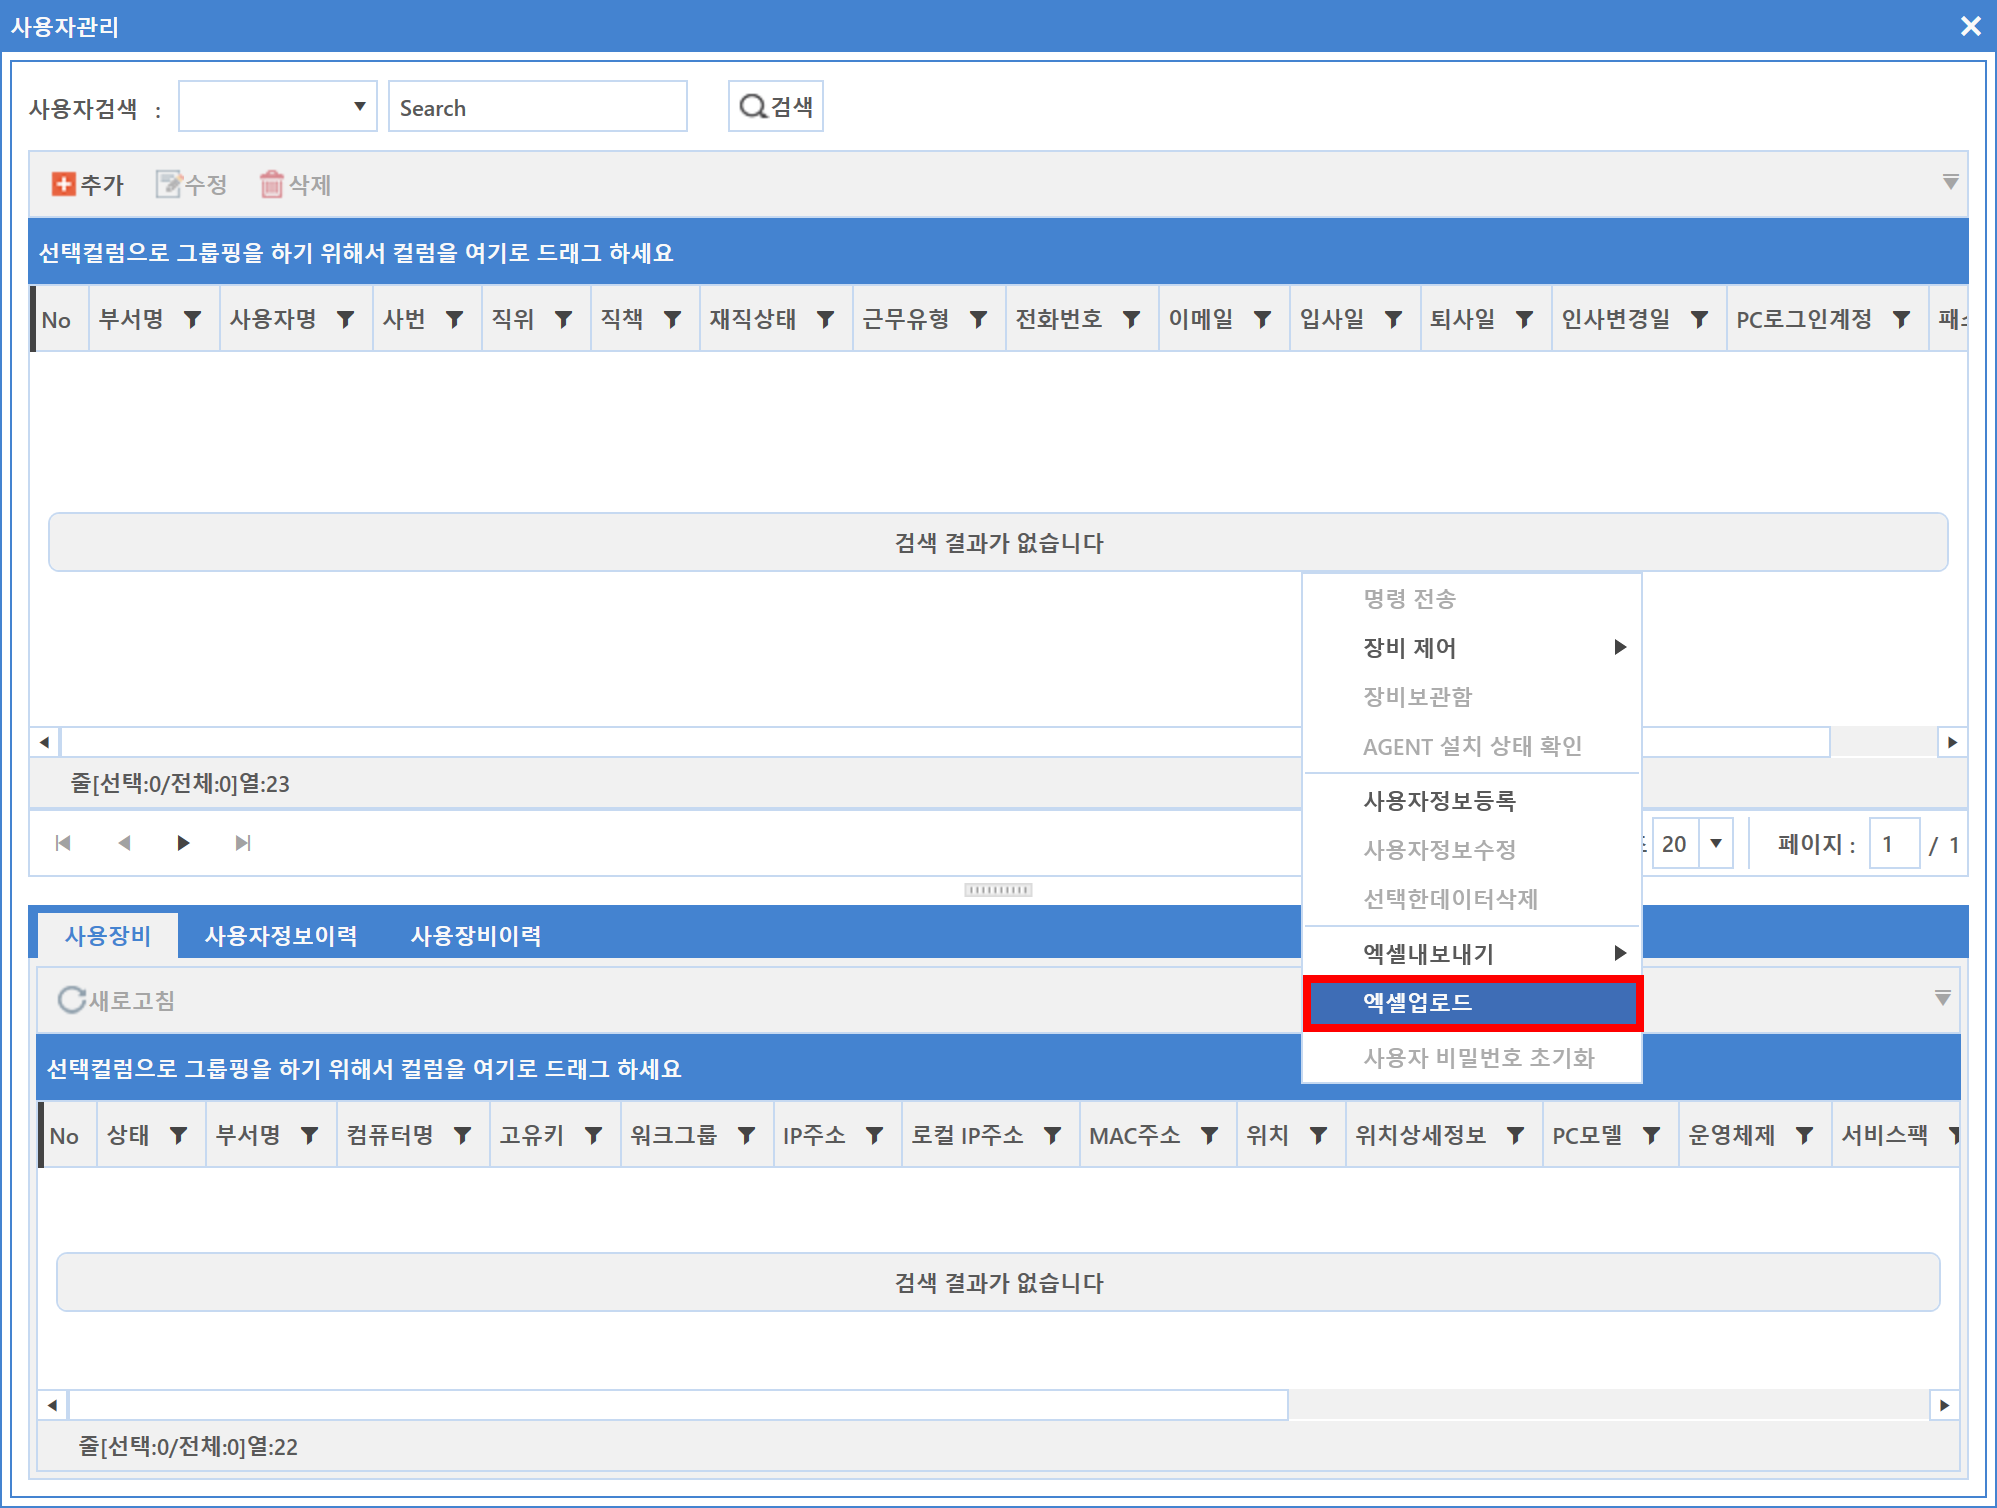 사용자관리
사용자검색 : Search 검색
추가 수정 삭제
선택컬럼으로 그룹핑을 하기 위해서 컬럼을 여기로 드래그 하세요
No 부서명 사용자명 사번 직위 직책 재직상태 근무유형 전화번호 이메일 입사일 퇴사일 인사변경일 PC로그인계정
검색 결과가 없습니다
명령 전송
장비 제어
장비보관함
AGENT 설치 상태 확인
사용자정보등록
사용자정보수정
선택한데이터삭제
엑셀내보내기
엑셀업로드
사용자 비밀번호 초기화
줄[선택:0/전체:0]열:23
20 페이지 : 1 / 1
사용장비 사용자정보이력 사용장비이력
새로고침
선택컬럼으로 그룹핑을 하기 위해서 컬럼을 여기로 드래그 하세요
No 상태 부서명 컴퓨터명 고유키 워크그룹 IP주소 로컬 IP주소 MAC주소 위치 위치상세정보 PC모델 운영체제 서비스팩
검색 결과가 없습니다
줄[선택:0/전체:0]열:22